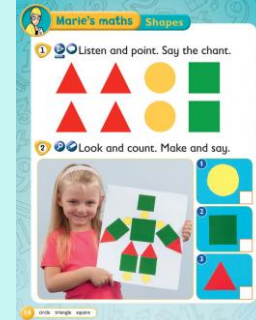 Marie's maths Shapes
1 Listen and point. Say the chant.
2 Look and count. Make and say.
1
2
3
circle triangle square